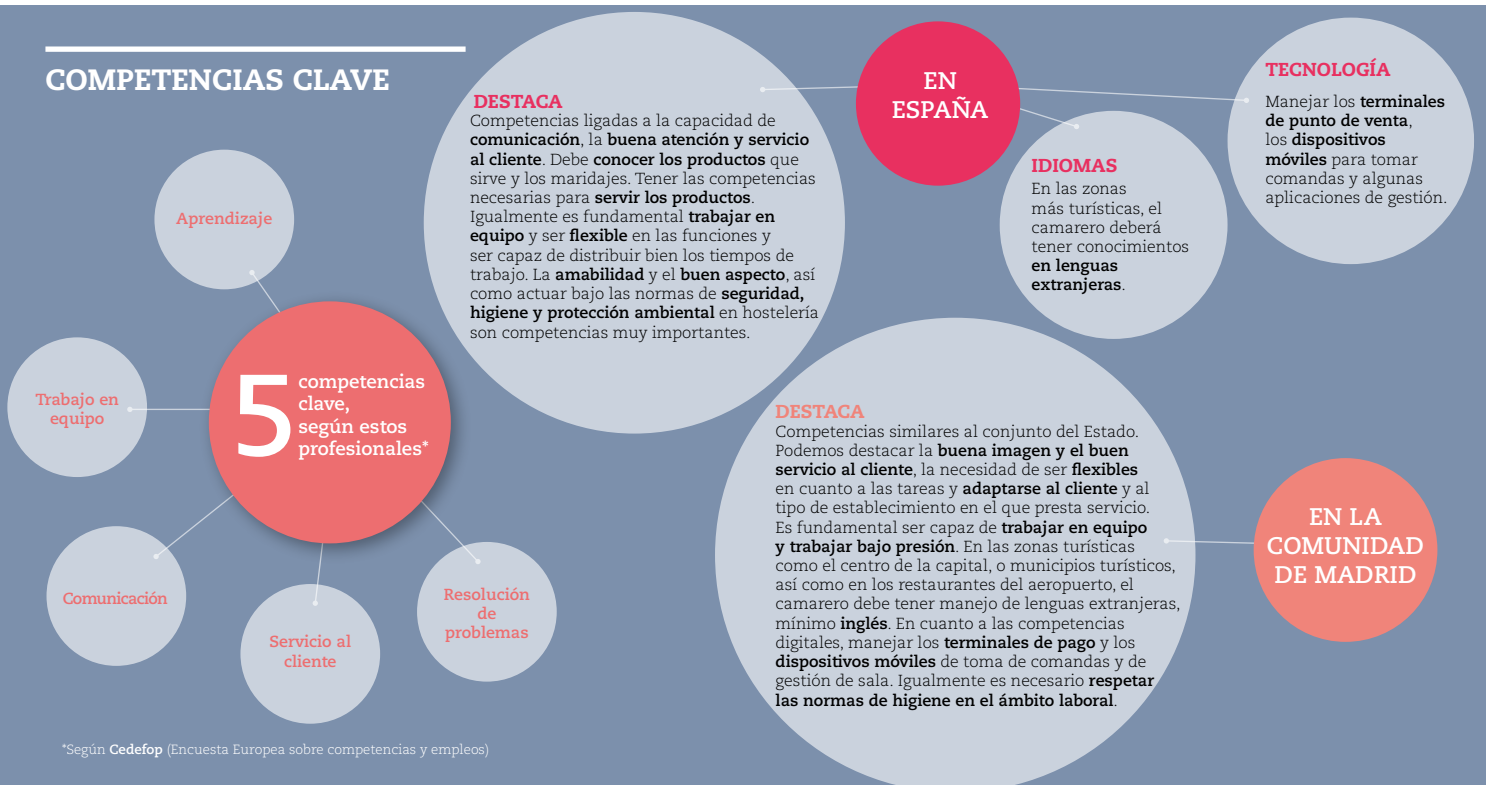 COMPETENCIAS CLAVE
Aprendizaje
Trabajo en
equipo
Comunicación
Servicio al
cliente
Resolución
de
problemas
5
competencias
clave,
según estos
profesionales*
*Según Cedefop (Encuesta Europea sobre competencias y empleos)
EN
ESPAÑA
DESTACA
Competencias ligadas a la capacidad de
comunicación, la buena atención y servicio
al cliente. Debe conocer los productos que
sirve y los maridajes. Tener las competencias
necesarias para servir los productos.
Igualmente es fundamental trabajar en
equipo y ser flexible en las funciones y
ser capaz de distribuir bien los tiempos de
trabajo. La amabilidad y el buen aspecto, así
como actuar bajo las normas de seguridad,
higiene y protección ambiental en hostelería
son competencias muy importantes.
IDIOMAS
En las zonas
más turísticas, el
camarero deberá
tener conocimientos
en lenguas
extranjeras.
TECNOLOGÍA
Manejar los terminales
de punto de venta,
los dispositivos
móviles para tomar
comandas y algunas
aplicaciones de gestión.
EN LA
COMUNIDAD
DE MADRID
DESTACA
Competencias similares al conjunto del Estado.
Podemos destacar la buena imagen y el buen
servicio al cliente, la necesidad de ser flexibles
en cuanto a las tareas y adaptarse al cliente y al
tipo de establecimiento en el que presta servicio.
Es fundamental ser capaz de trabajar en equipo
y trabajar bajo presión. En las zonas turísticas
como el centro de la capital, o municipios turísticos,
así como en los restaurantes del aeropuerto, el
camarero debe tener manejo de lenguas extranjeras,
mínimo inglés. En cuanto a las competencias
digitales, manejar los terminales de pago y los
dispositivos móviles de toma de comandas y de
gestión de sala. Igualmente es necesario respetar
las normas de higiene en el ámbito laboral.